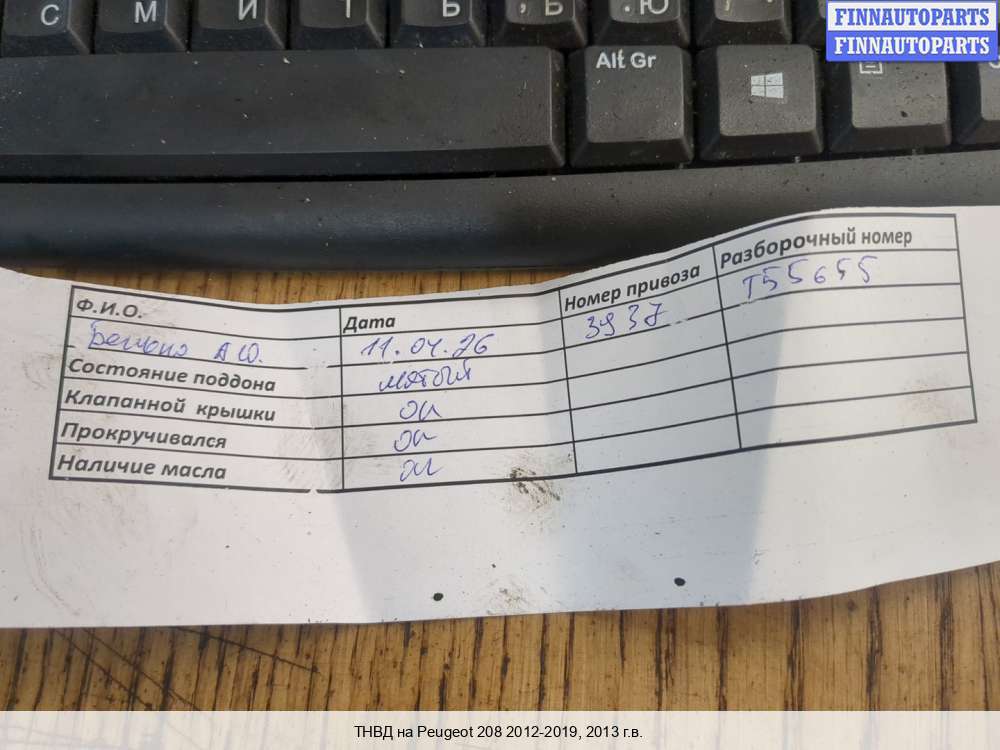 С М И Т Ь , Б . Ю
Alt Gr
FINNAUTOPARTS
FINNAUTOPARTS
Ф.И.О. Дата Номер привоза Разборочный номер
А Ю. 11.04.26 3937 Т55655
Состояние поддона мятый
Клапанной крышки ок
Прокручивался ок
Наличие масла ок
ТНВД на Peugeot 208 2012-2019, 2013 г.в.